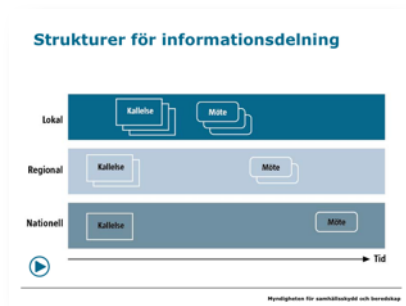 Strukturer för informationsdelning
Lokal
Kallelse
Möte
Regional
Kallelse
Möte
Nationell
Kallelse
Möte
Tid
Myndigheten för samhällsskydd och beredskap